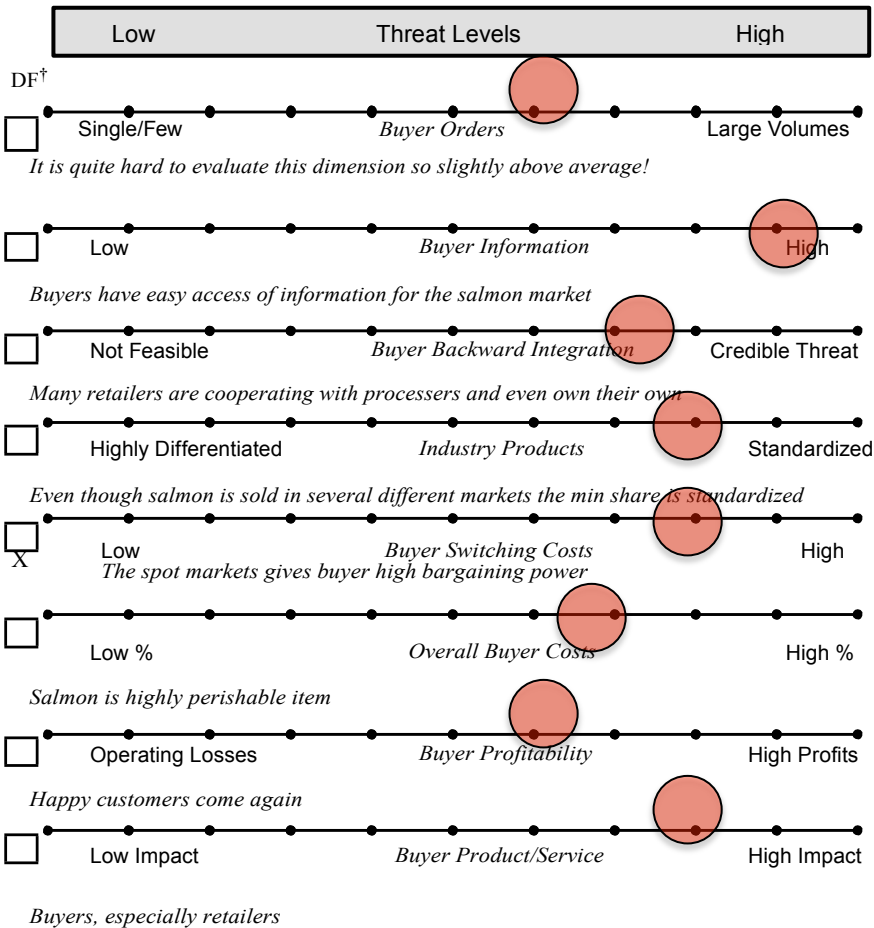 Low Threat Levels High
DF†
Single/Few Buyer Orders Large Volumes
It is quite hard to evaluate this dimension so slightly above average!
Low Buyer Information High
Buyers have easy access of information for the salmon market
Not Feasible Buyer Backward Integration Credible Threat
Many retailers are cooperating with processers and even own their own
Highly Differentiated Industry Products Standardized
Even though salmon is sold in several different markets the min share is standardized
X Low Buyer Switching Costs High
The spot markets gives buyer high bargaining power
Low % Overall Buyer Costs High %
Salmon is highly perishable item
Operating Losses Buyer Profitability High Profits
Happy customers come again
Low Impact Buyer Product/Service High Impact
Buyers, especially retailers